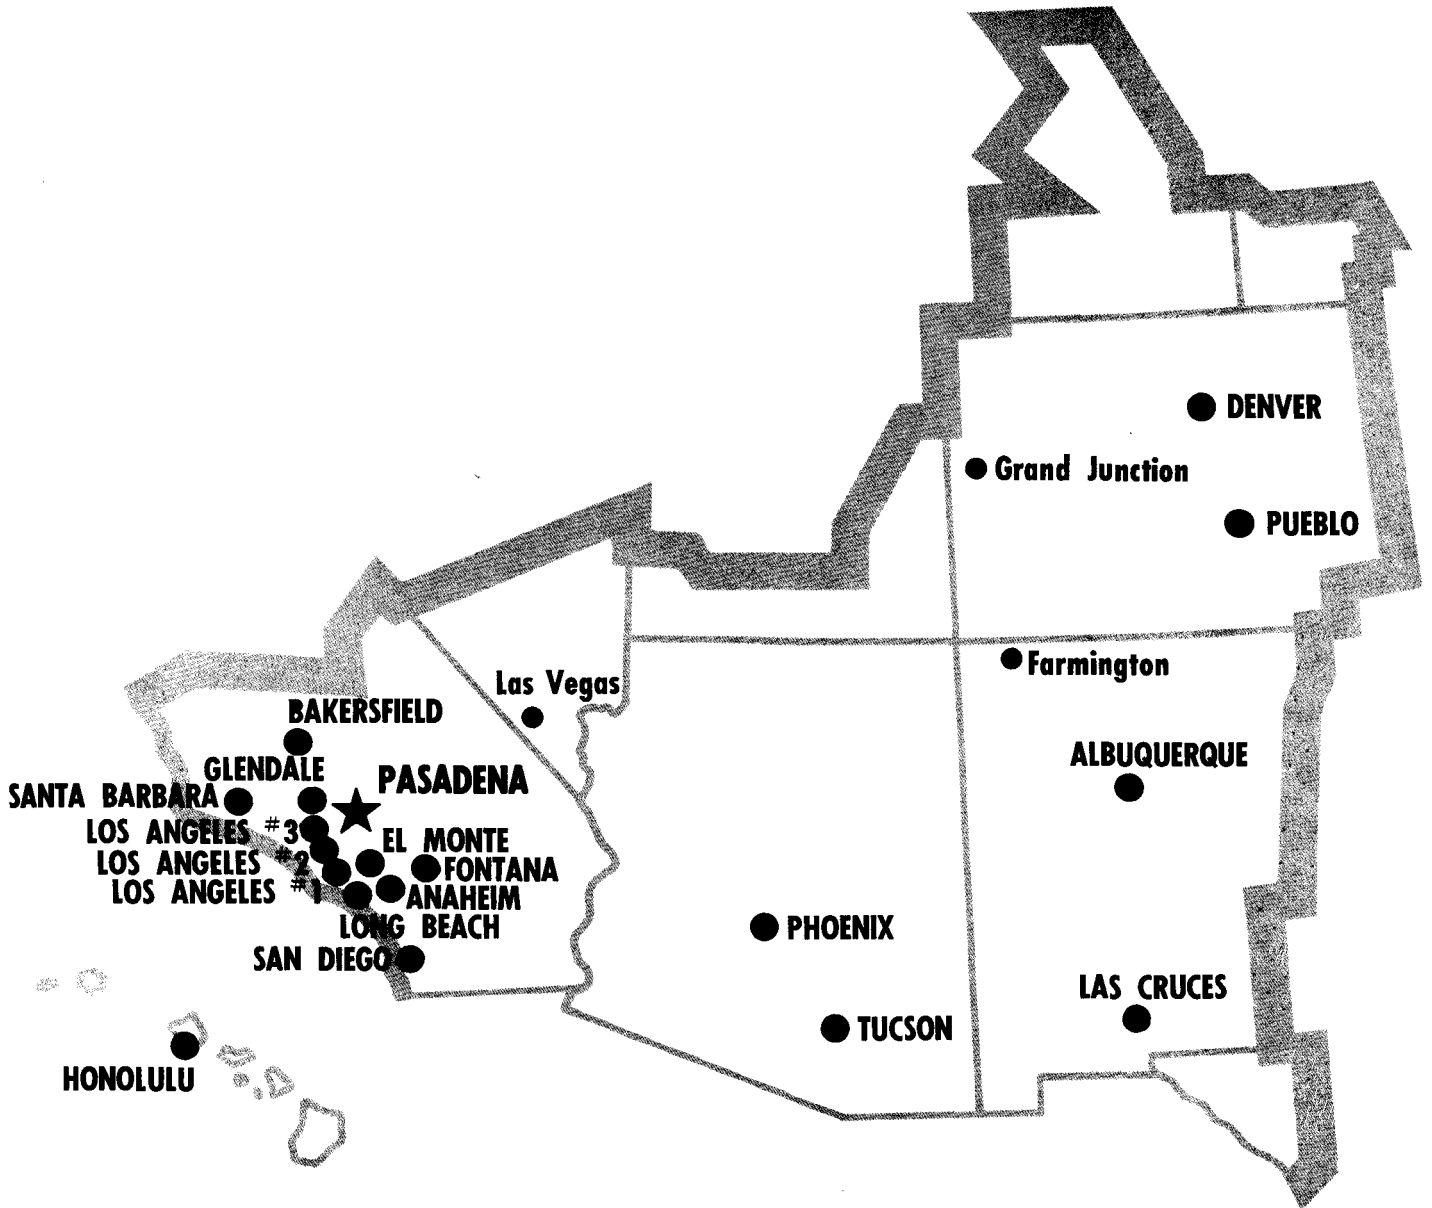 DENVER
Grand Junction
PUEBLO
Farmington
Las Vegas
BAKERSFIELD
ALBUQUERQUE
GLENDALE
PASADENA
SANTA BARBARA
LOS ANGELES #3
EL MONTE
LOS ANGELES #2
FONTANA
LOS ANGELES #1
ANAHEIM
LONG BEACH
PHOENIX
SAN DIEGO
LAS CRUCES
TUCSON
HONOLULU